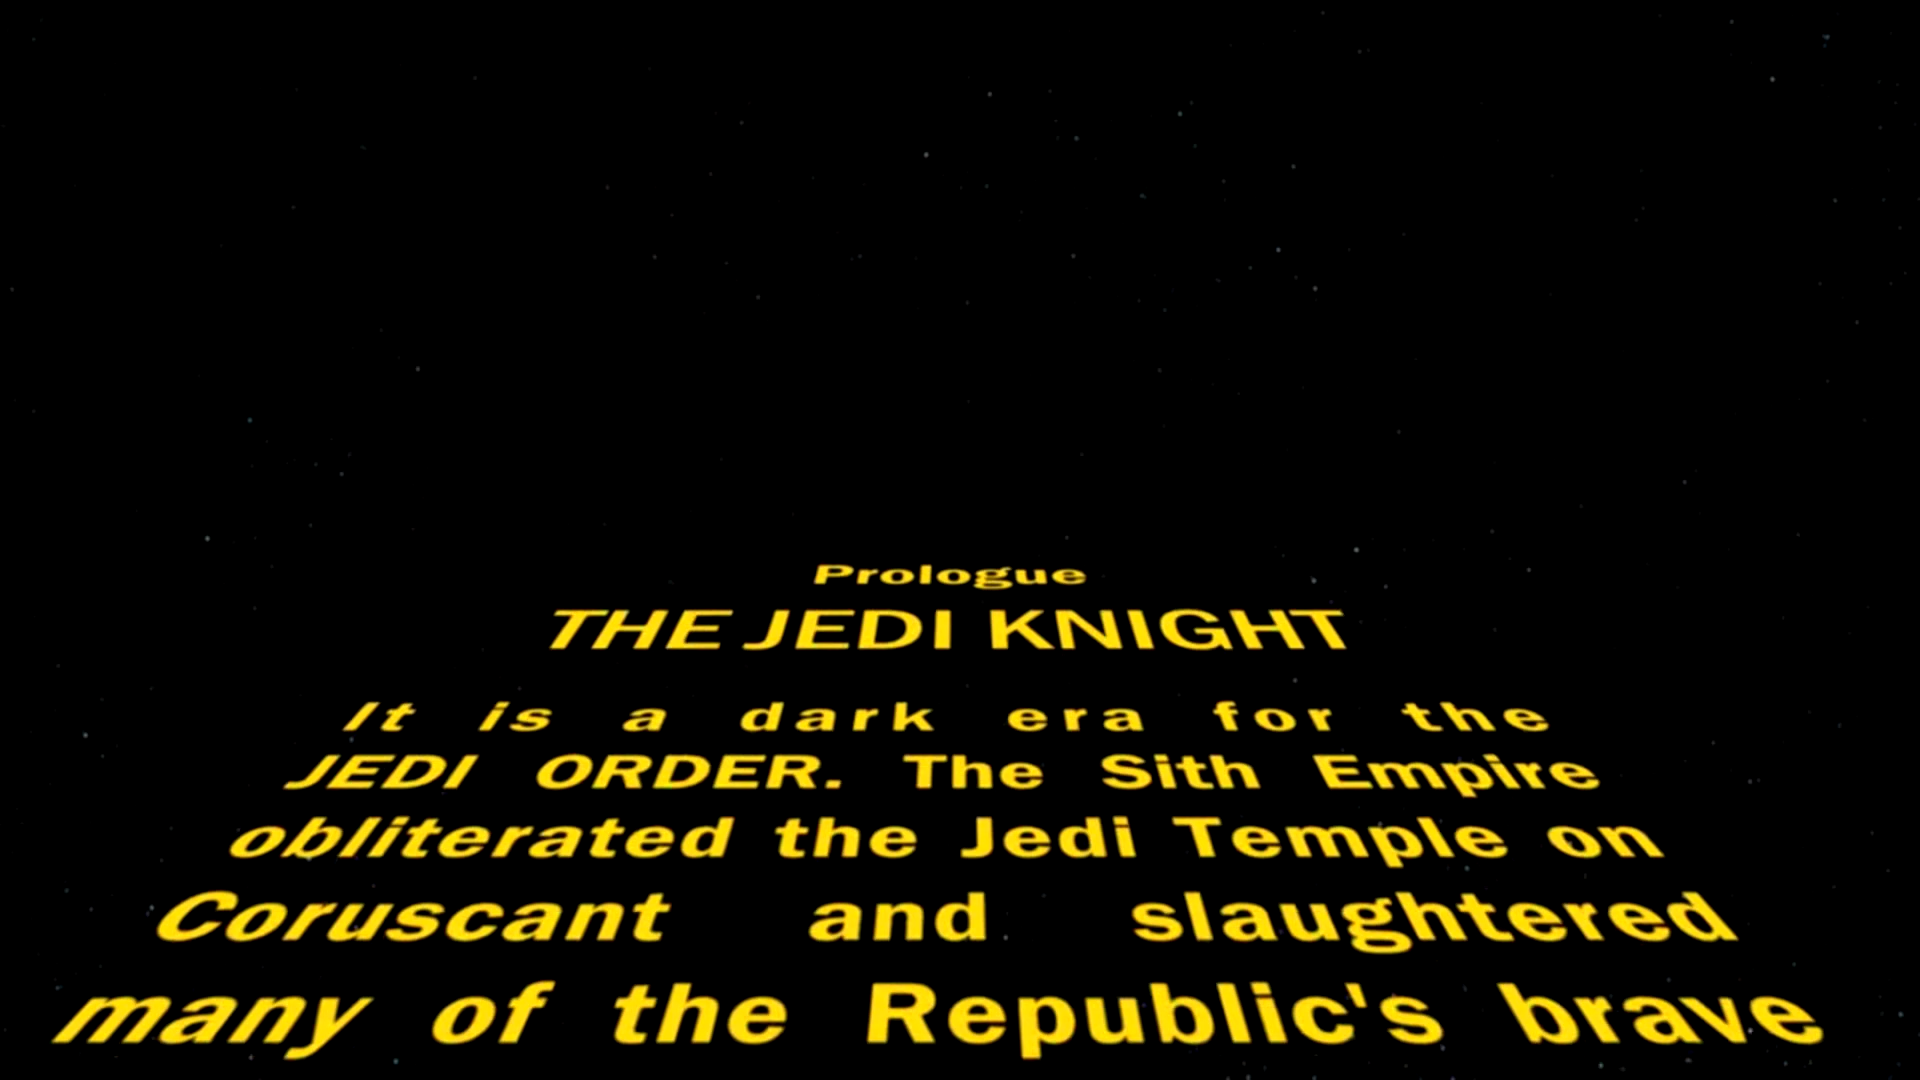 Prologue
THE JEDI KNIGHT
It is a dark era for the
JEDI ORDER. The Sith Empire
obliterated the Jedi Temple on
Coruscant and slaughtered
many of the Republic's brave